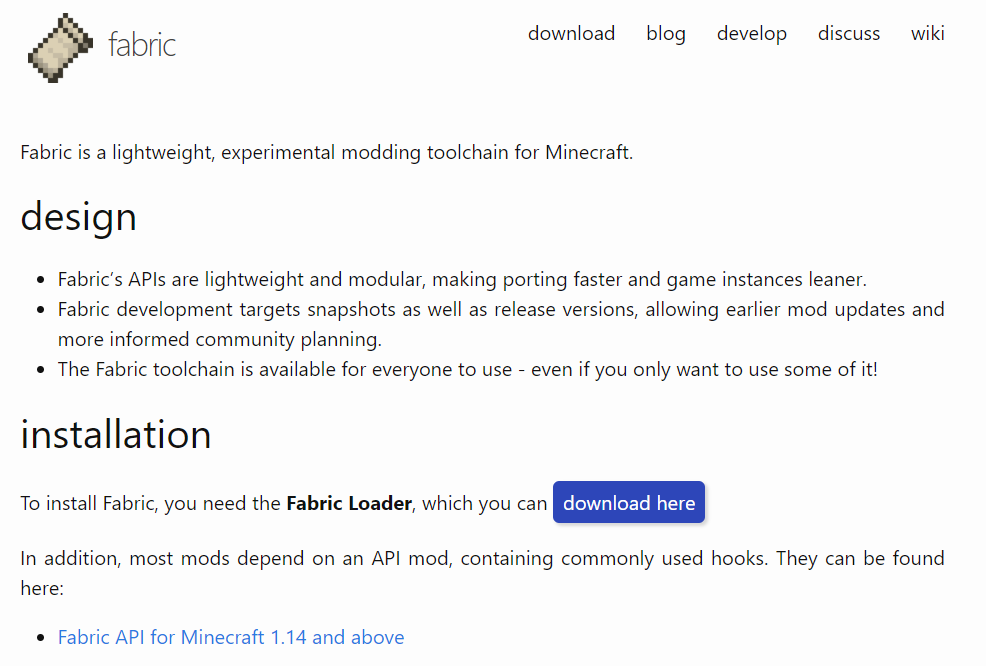 fabric
download blog develop discuss wiki
Fabric is a lightweight, experimental modding toolchain for Minecraft.
design
Fabric's APIs are lightweight and modular, making porting faster and game instances leaner.
Fabric development targets snapshots as well as release versions, allowing earlier mod updates and
more informed community planning.
The Fabric toolchain is available for everyone to use - even if you only want to use some of it!
installation
To install Fabric, you need the Fabric Loader, which you can download here
In addition, most mods depend on an API mod, containing commonly used hooks. They can be found
here:
Fabric API for Minecraft 1.14 and above